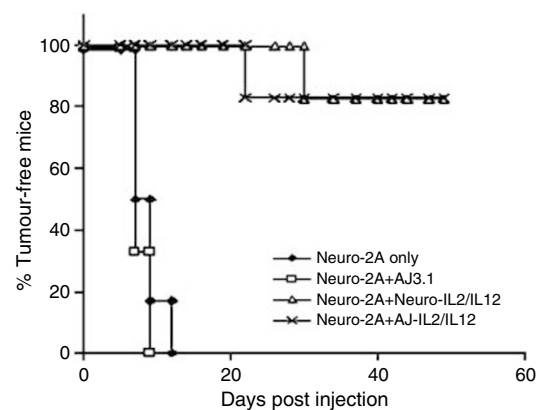 % Tumour-free mice
100
80
60
40
20
0
0 20 40 60
Days post injection
Neuro-2A only
Neuro-2A+AJ3.1
Neuro-2A+Neuro-IL2/IL12
Neuro-2A+AJ-IL2/IL12